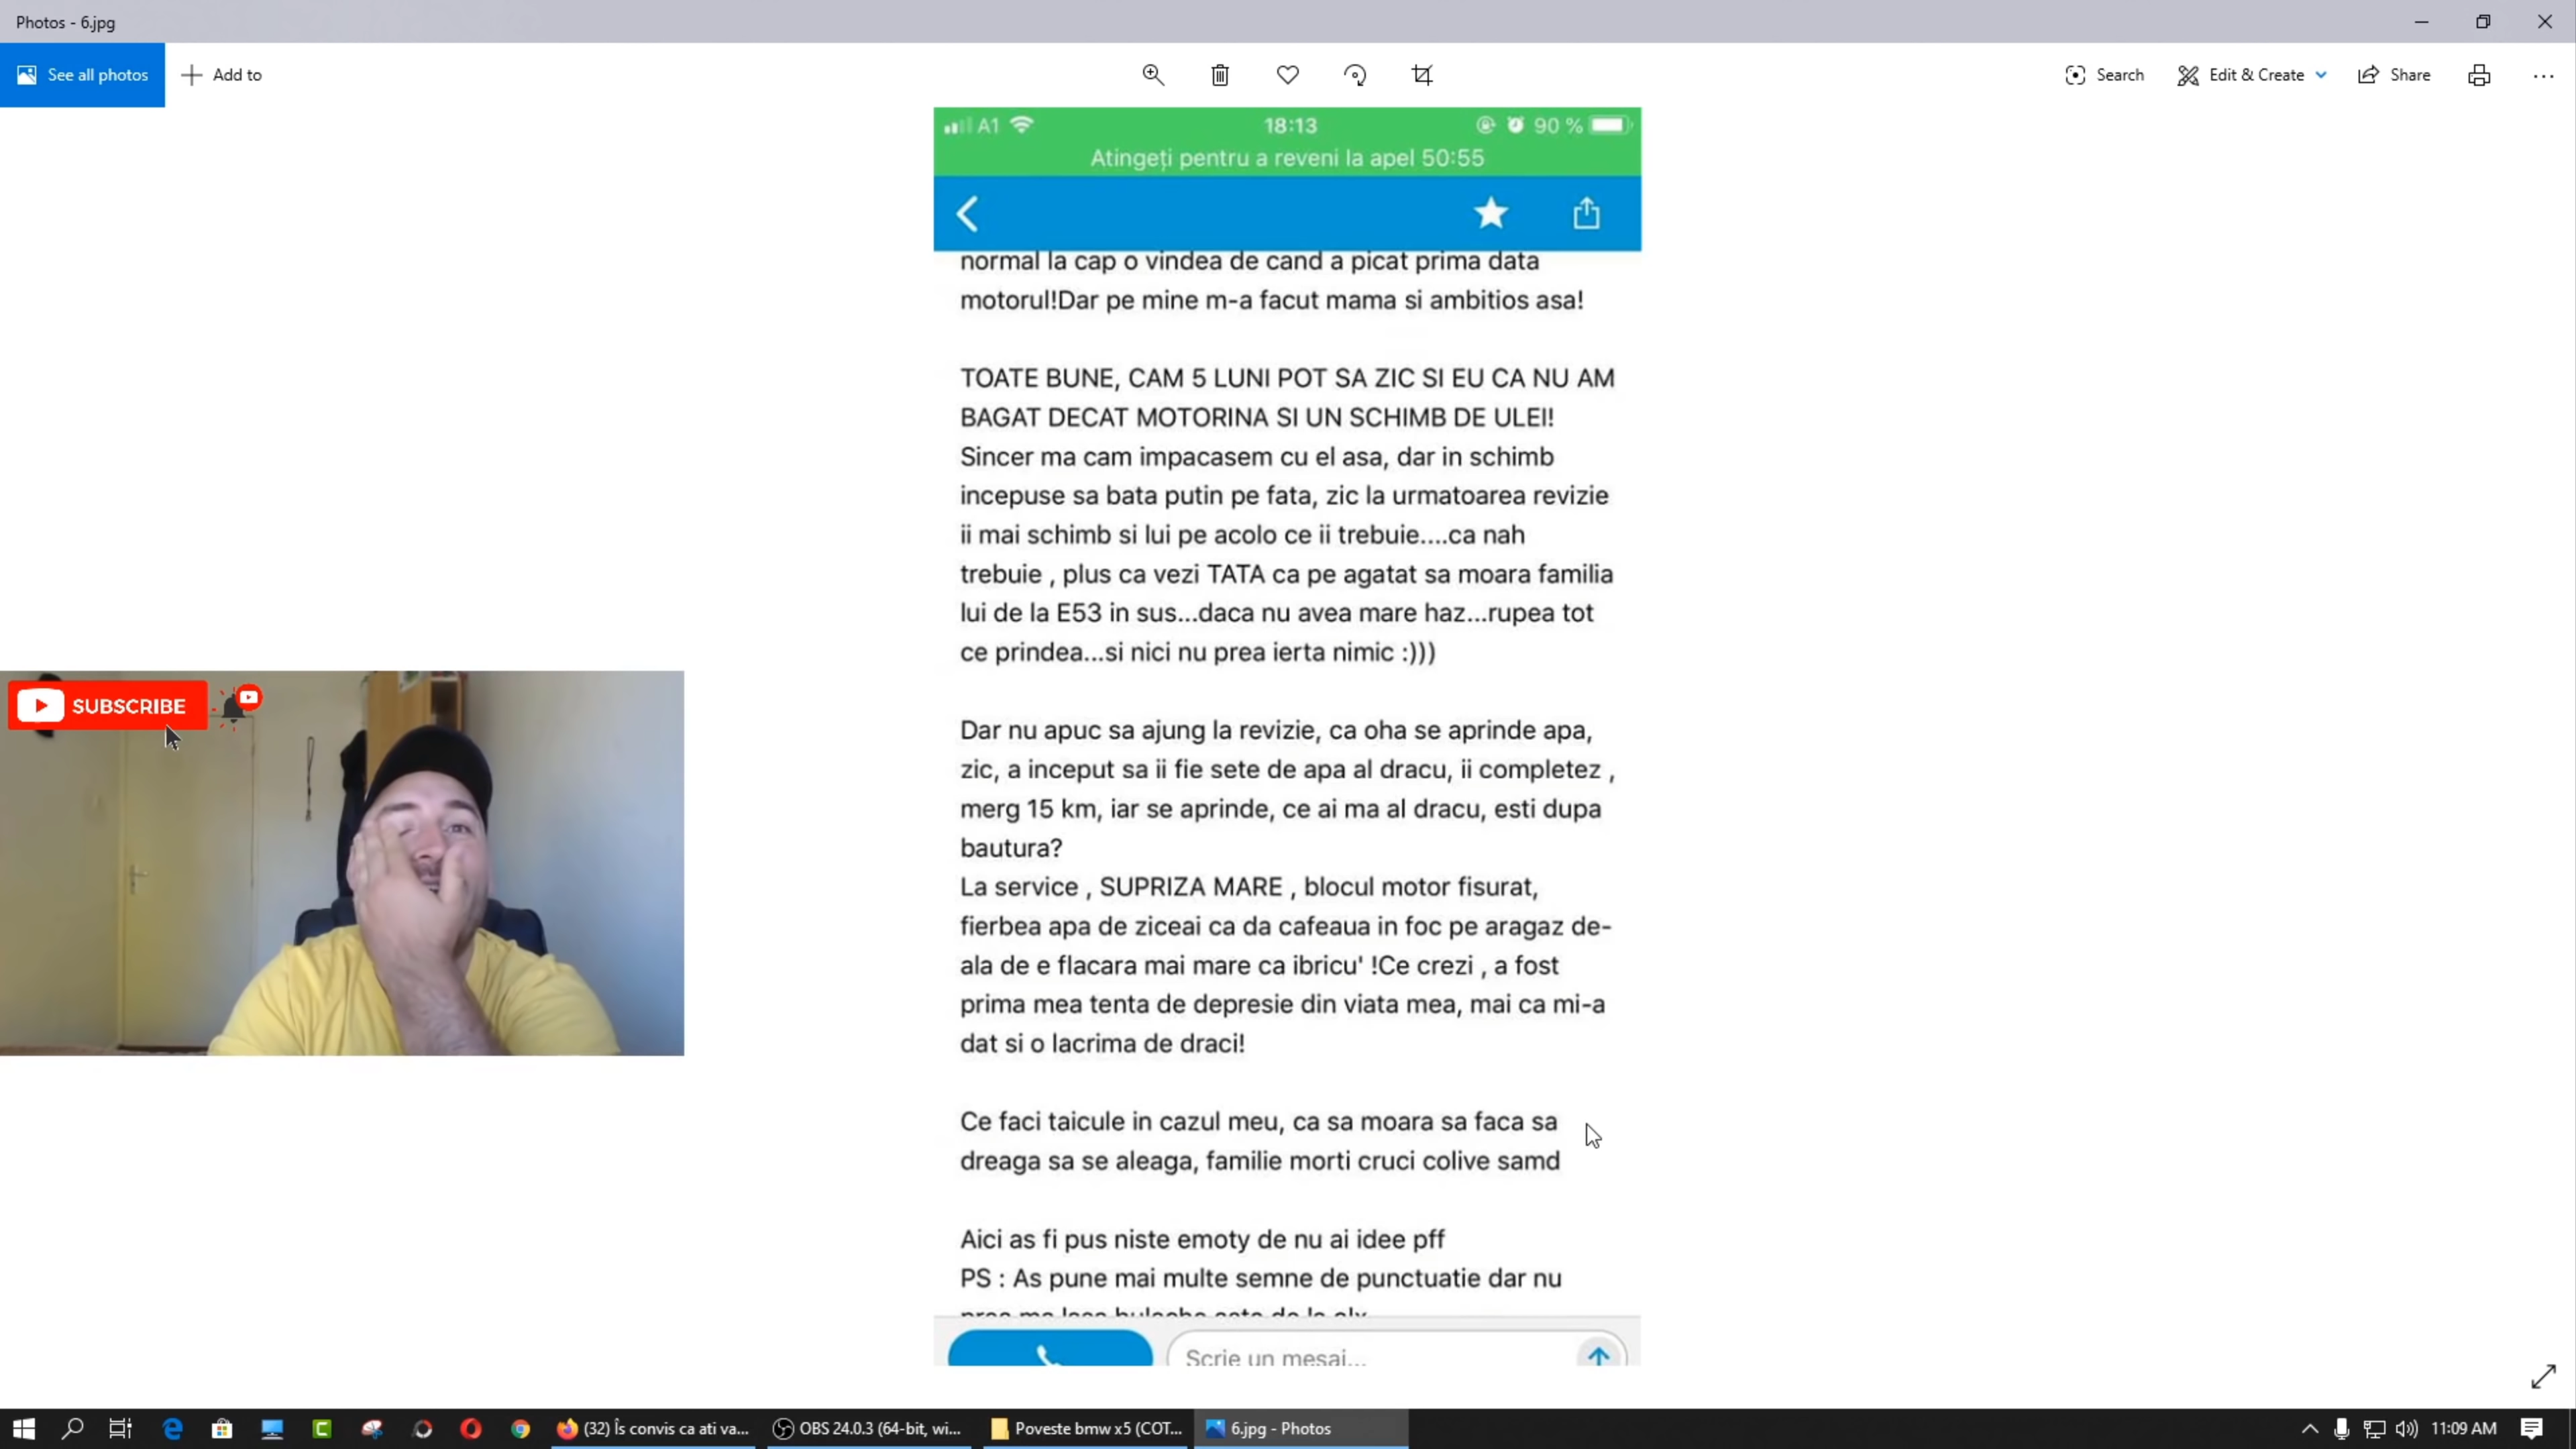 Photos - 6.jpg
See all photos
Add to
Search
Edit & Create
Share
A1
18:13
90 %
Atingeți pentru a reveni la apel 50:55
normal la cap o vindea de cand a picat prima data
motorul!Dar pe mine m-a facut mama si ambitios asa!
TOATE BUNE, CAM 5 LUNI POT SA ZIC SI EU CA NU AM
BAGAT DECAT MOTORINA SI UN SCHIMB DE ULEI!
Sincer ma cam impacasem cu el asa, dar in schimb
incepuse sa bata putin pe fata, zic la urmatoarea revizie
ii mai schimb si lui pe acolo ce ii trebuie....ca nah
trebuie , plus ca vezi TATA ca pe agatat sa moara familia
lui de la E53 in sus...daca nu avea mare haz...rupea tot
ce prindea...si nici nu prea ierta nimic :)))
Dar nu apuc sa ajung la revizie, ca oha se aprinde apa,
zic, a inceput sa ii fie sete de apa al dracu, ii completez ,
merg 15 km, iar se aprinde, ce ai ma al dracu, esti dupa
bautura?
La service , SUPRIZA MARE , blocul motor fisurat,
fierbea apa de ziceai ca da cafeaua in foc pe aragaz de-
ala de e flacara mai mare ca ibricu' !Ce crezi , a fost
prima mea tenta de depresie din viata mea, mai ca mi-a
dat si o lacrima de draci!
Ce faci taicule in cazul meu, ca sa moara sa faca sa
dreaga sa se aleaga, familie morti cruci colive samd
Aici as fi pus niste emoty de nu ai idee pff
PS : As pune mai multe semne de punctuatie dar nu
Scrie un mesaj...
SUBSCRIBE
(32) Îs convis ca ati va...
OBS 24.0.3 (64-bit, wi...
Poveste bmw x5 (COT...
6.jpg - Photos
11:09 AM